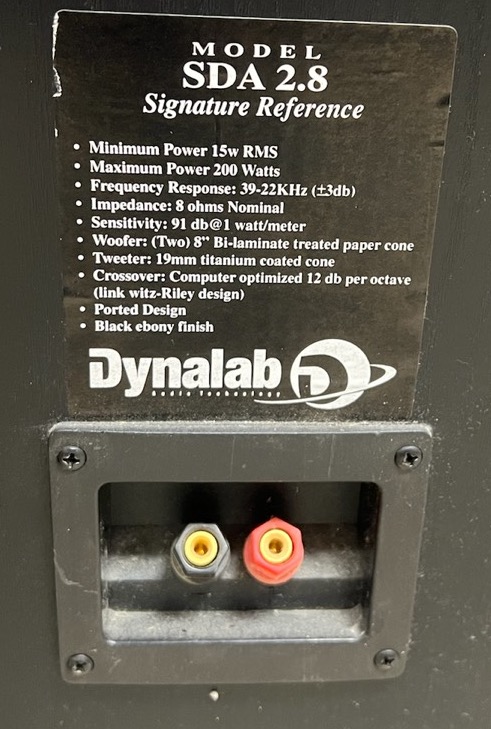 MODEL
SDA 2.8
Signature Reference
• Minimum Power 15w RMS
• Maximum Power 200 Watts
• Frequency Response: 39-22KHz (±3db)
• Impedance: 8 ohms Nominal
• Sensitivity: 91 db@1 watt/meter
• Woofer: (Two) 8" Bi-laminate treated paper cone
• Tweeter: 19mm titanium coated cone
• Crossover: Computer optimized 12 db per octave
(link witz-Riley design)
• Ported Design
• Black ebony finish
Dynalab
Audio Technology